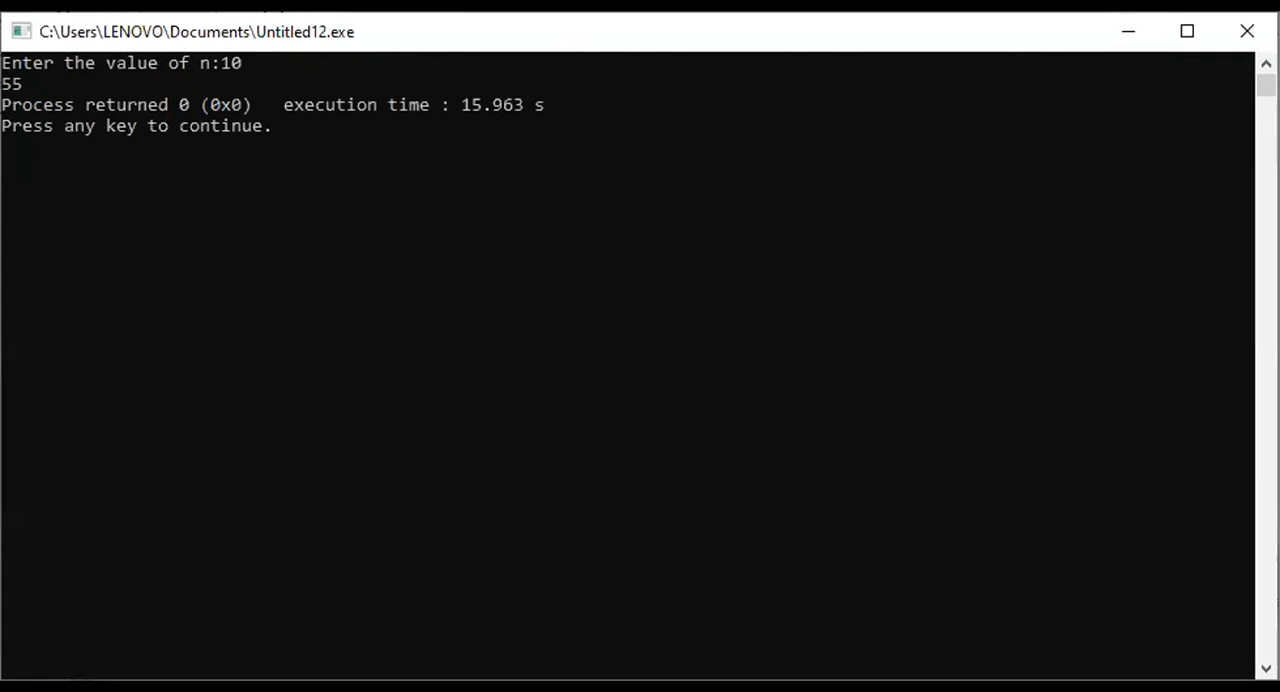 C:\Users\LENOVO\Documents\Untitled12.exe
Enter the value of n:10
55
Process returned 0 (0x0)   execution time : 15.963 s
Press any key to continue.